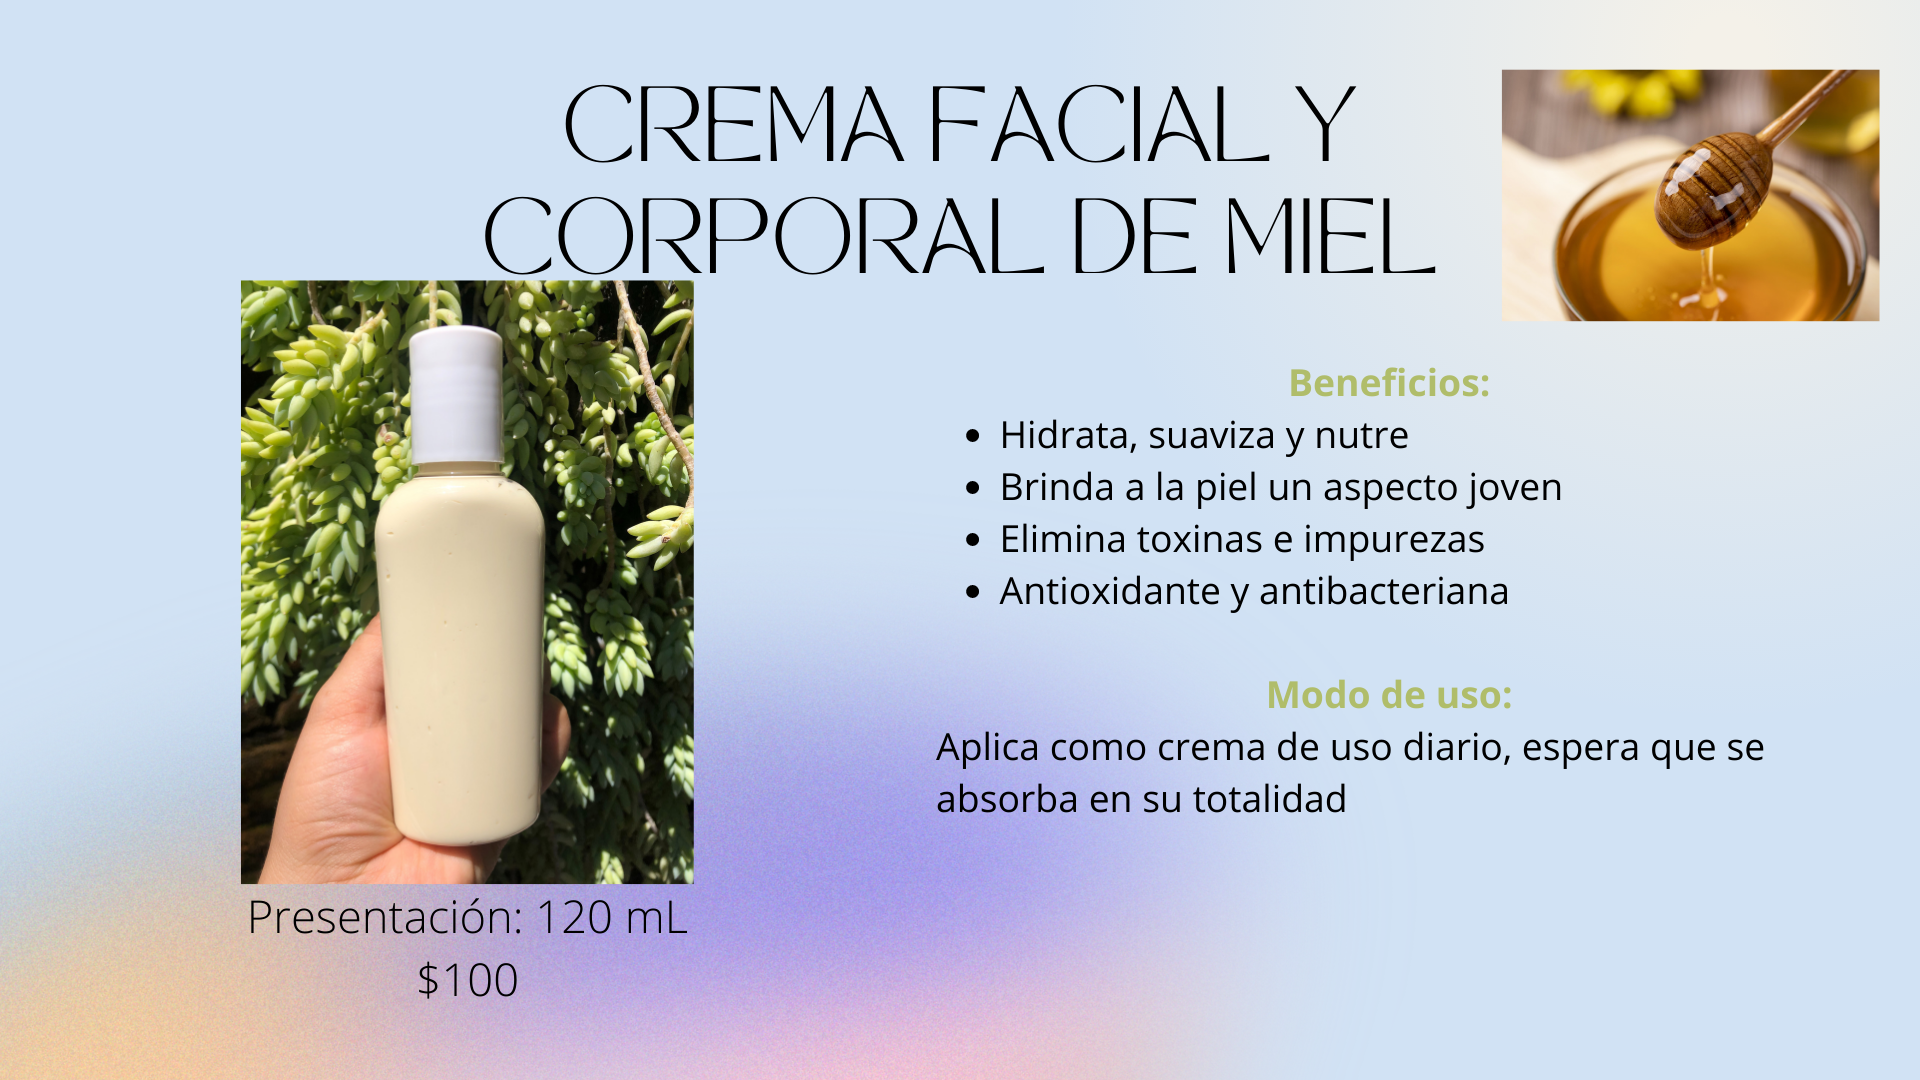 CREMA FACIAL Y
CORPORAL DE MIEL
Beneficios:
Hidrata, suaviza y nutre
Brinda a la piel un aspecto joven
Elimina toxinas e impurezas
Antioxidante y antibacteriana
Modo de uso:
Aplica como crema de uso diario, espera que se
absorba en su totalidad
Presentación: 120 mL
$100